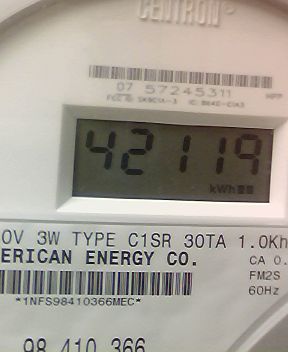 CENTRON®
07 57245311
42119
kWh
0V 3W TYPE C1SR 30TA 1.0Kh
ERICAN ENERGY CO.
CA 0.
FM2S
60Hz
*1NFS98410366MEC*
98 410 366